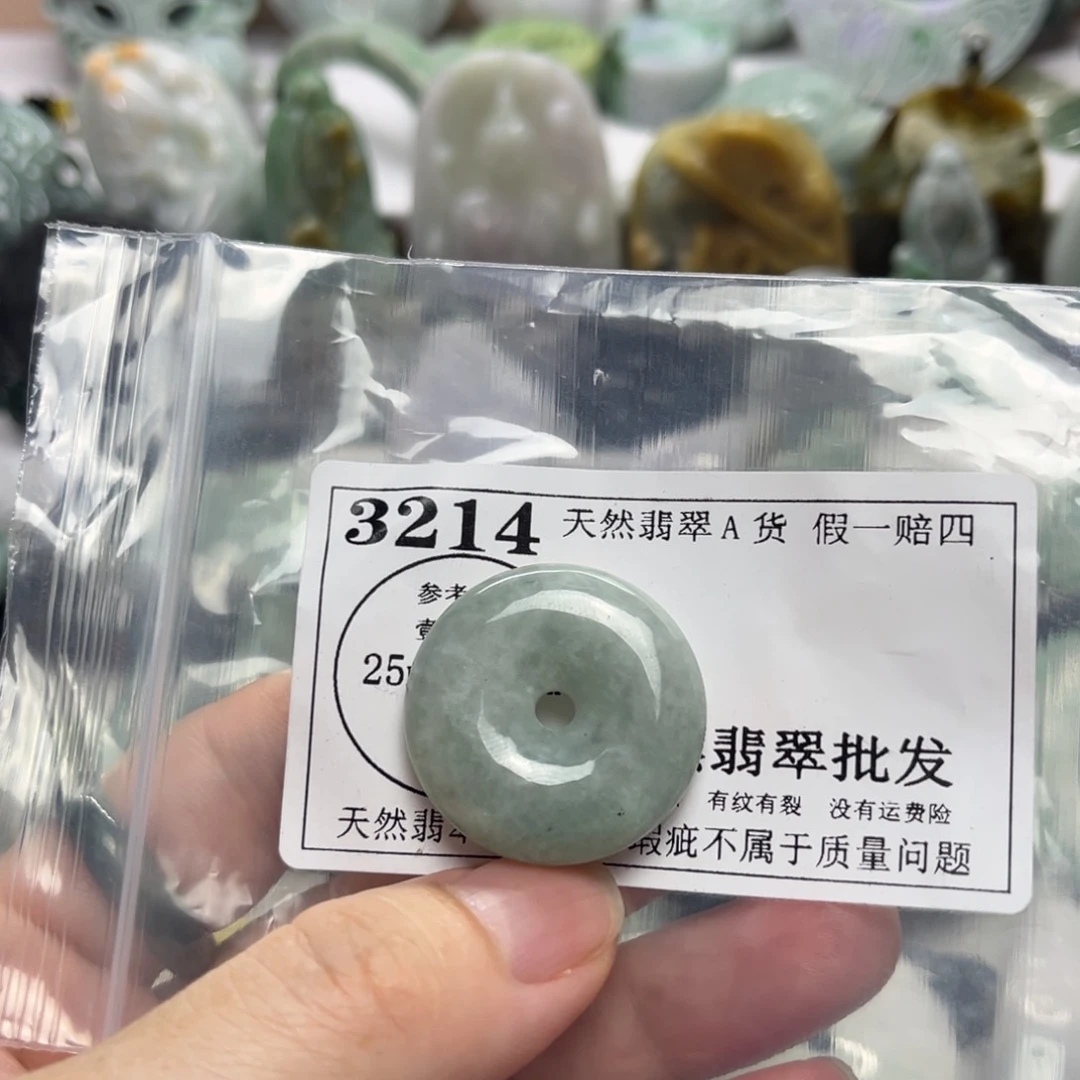 3214 天然翡翠A货 假一赔四
参考
25
翡翠批发
有纹有裂 没有运费险
天然翡 瑕疵不属于质量问题